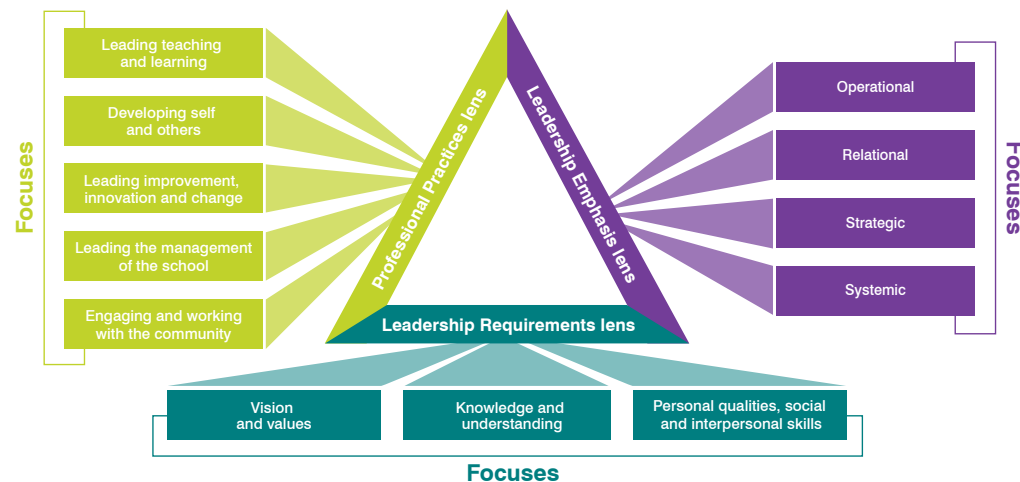 Focuses
Leading teaching
and learning
Developing self
and others
Leading improvement,
innovation and change
Leading the management
of the school
Engaging and working
with the community
Professional Practices lens
Leadership Emphasis lens
Leadership Requirements lens
Operational
Relational
Strategic
Systemic
Focuses
Vision
and values
Knowledge and
understanding
Personal qualities, social
and interpersonal skills
Focuses